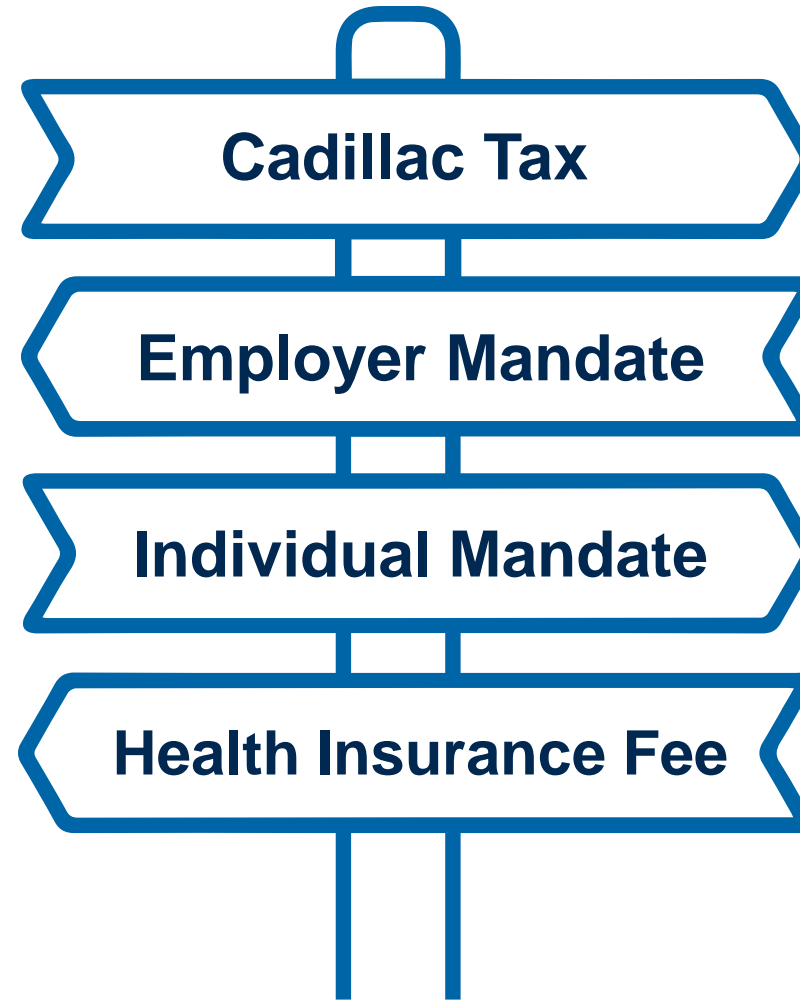 Cadillac Tax
Employer Mandate
Individual Mandate
Health Insurance Fee